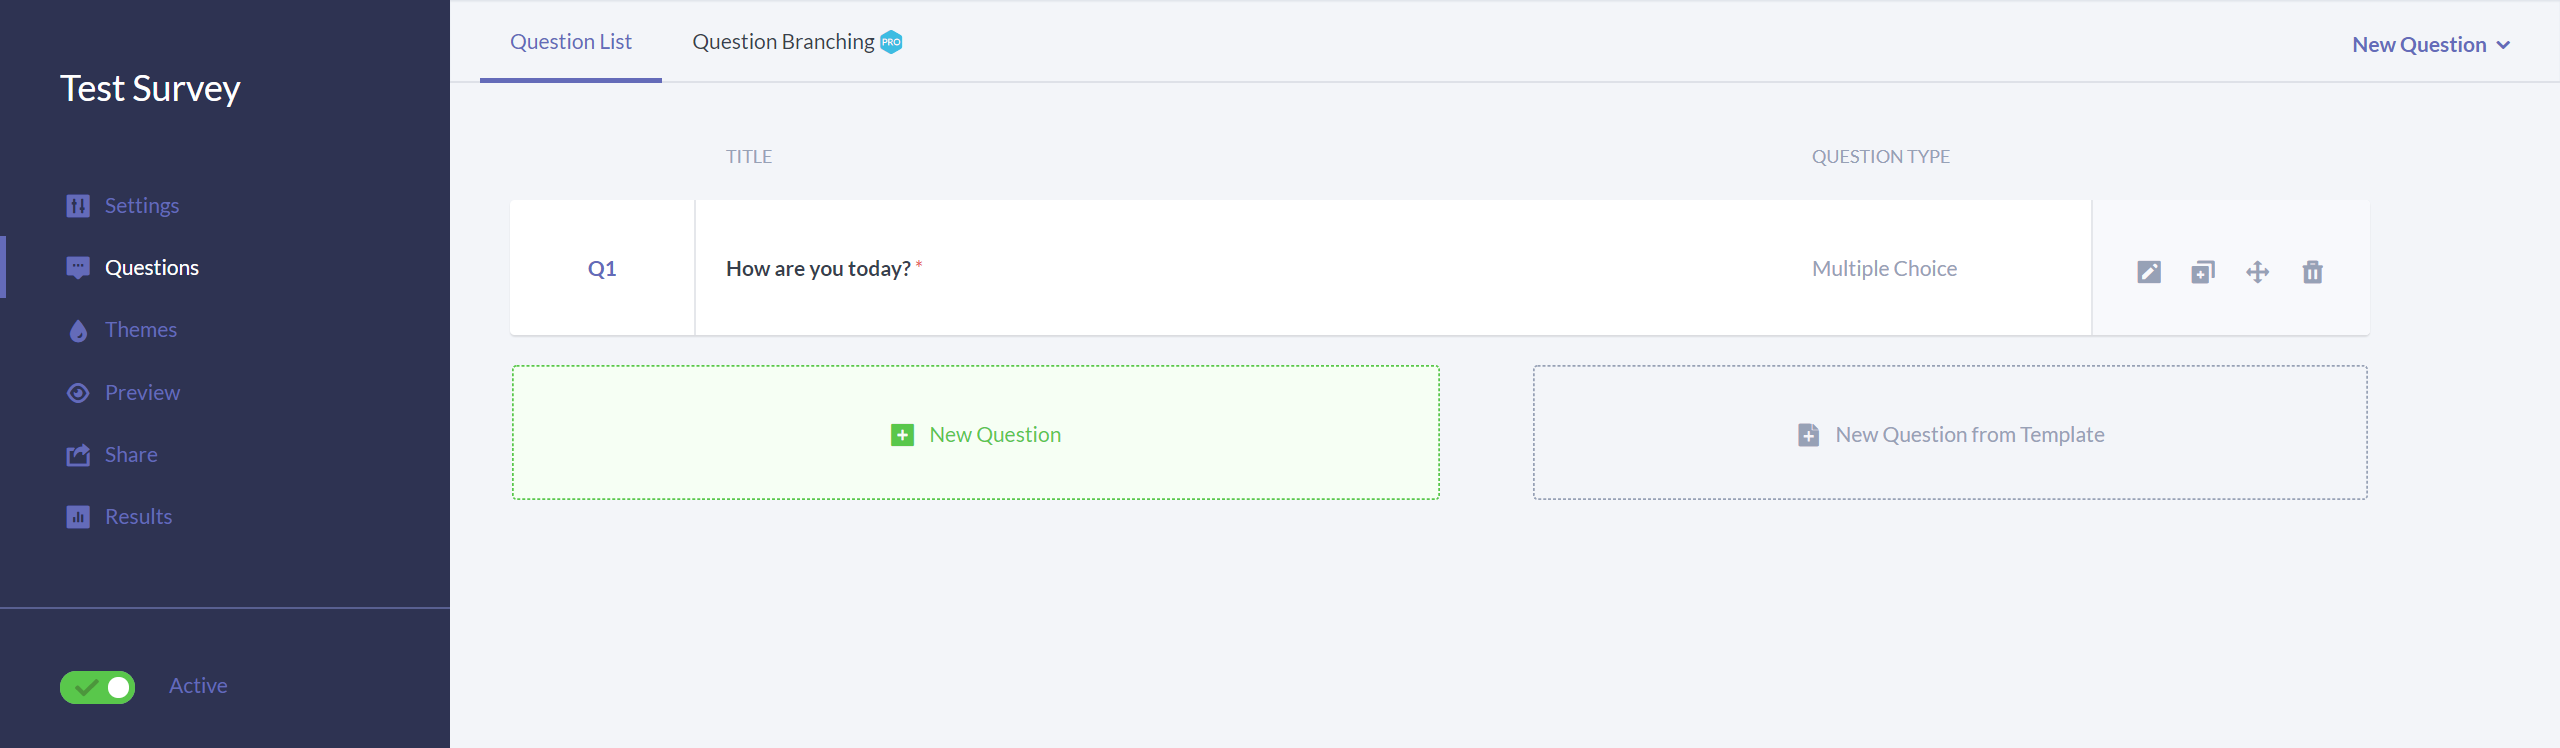 Test Survey
Settings
Questions
Themes
Preview
Share
Results
Active
Question List
Question Branching PRO
New Question
TITLE
QUESTION TYPE
Q1
How are you today? *
Multiple Choice
New Question
New Question from Template